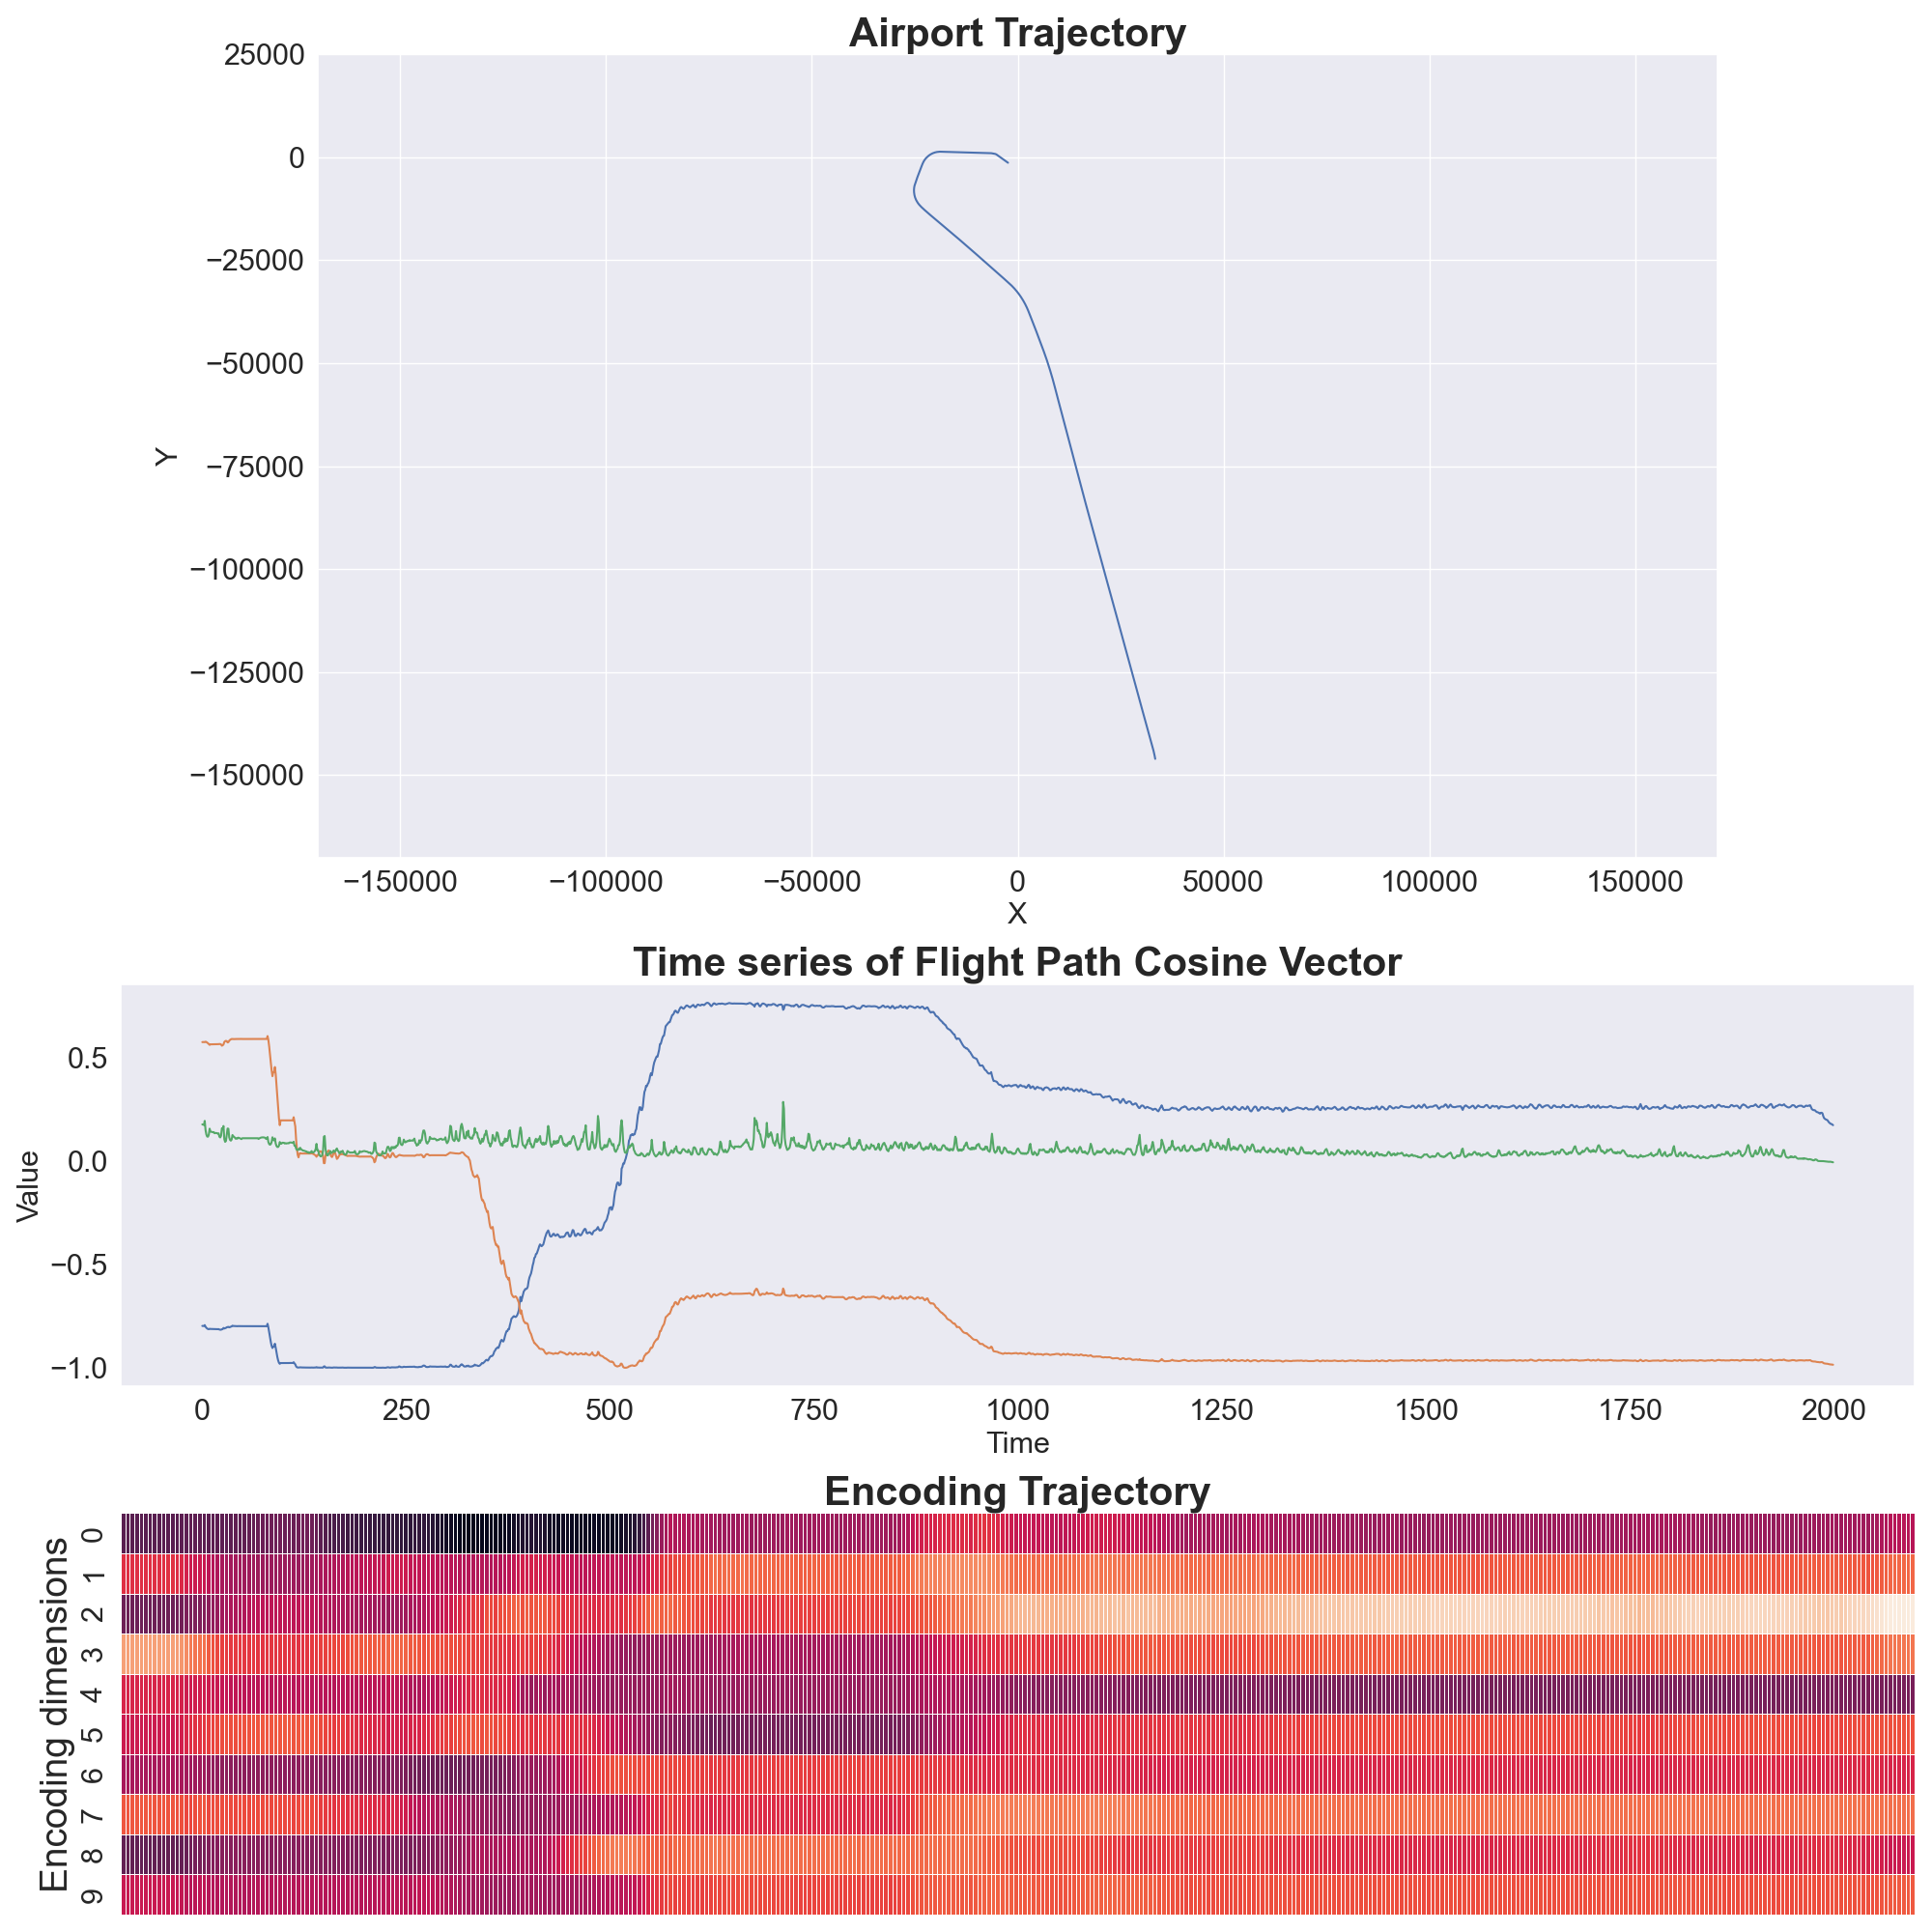 Airport Trajectory
25000
0
−25000
−50000
−75000
−100000
−125000
−150000
Y
−150000 −100000 −50000 0 50000 100000 150000
X
Time series of Flight Path Cosine Vector
0.5
0.0
−0.5
−1.0
Value
0 250 500 750 1000 1250 1500 1750 2000
Time
Encoding Trajectory
Encoding dimensions
0
1
2
3
4
5
6
7
8
9